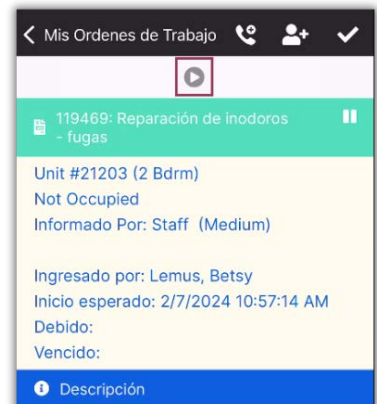 Mis Ordenes de Trabajo
119469: Reparación de inodoros
- fugas
Unit #21203 (2 Bdrm)
Not Occupied
Informado Por: Staff (Medium)
Ingresado por: Lemus, Betsy
Inicio esperado: 2/7/2024 10:57:14 AM
Debido:
Vencido:
Descripción